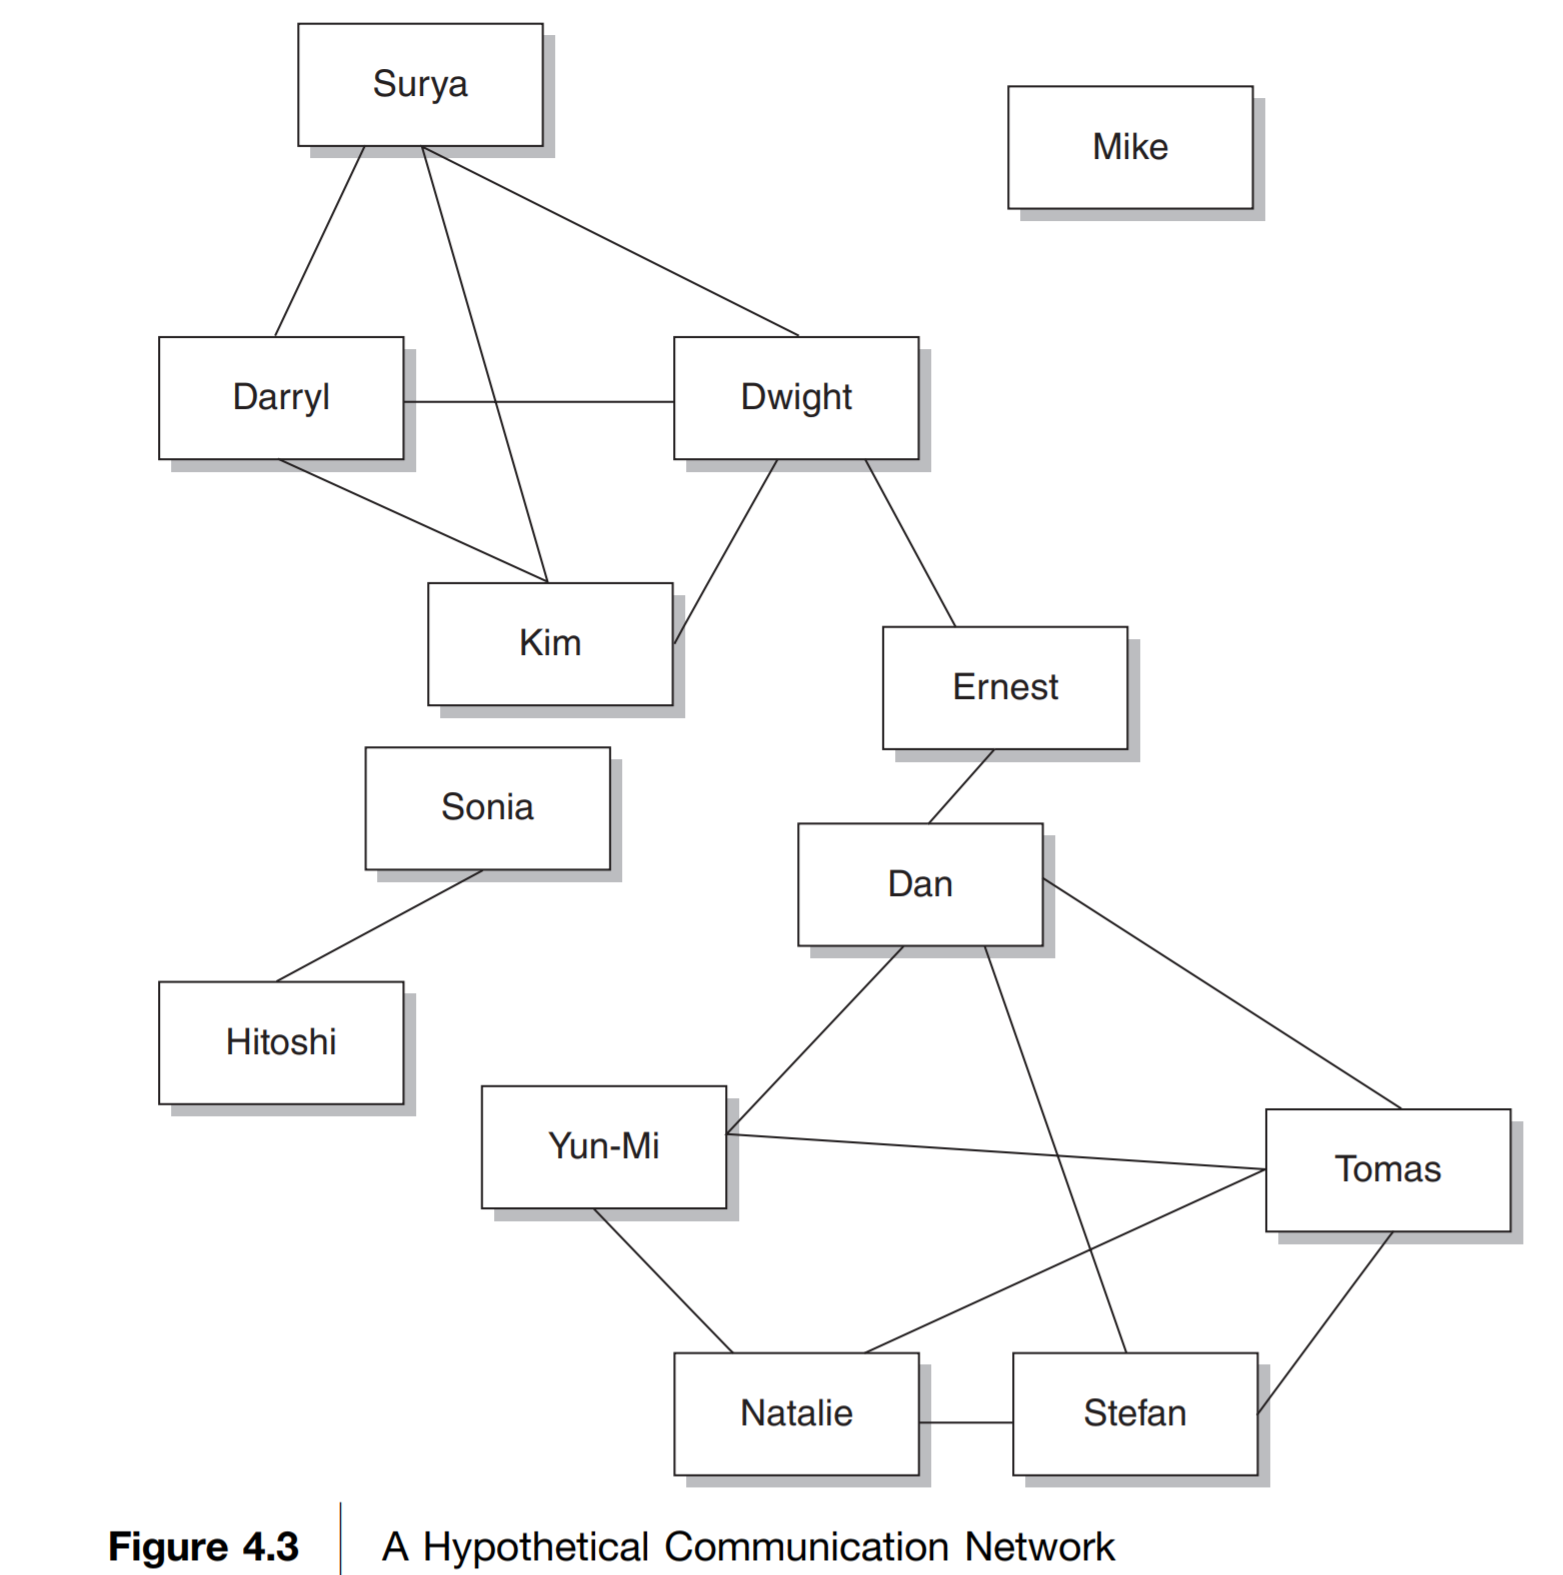 Surya
Mike
Darryl
Dwight
Kim
Ernest
Sonia
Dan
Hitoshi
Yun-Mi
Tomas
Natalie
Stefan
Figure 4.3 A Hypothetical Communication Network